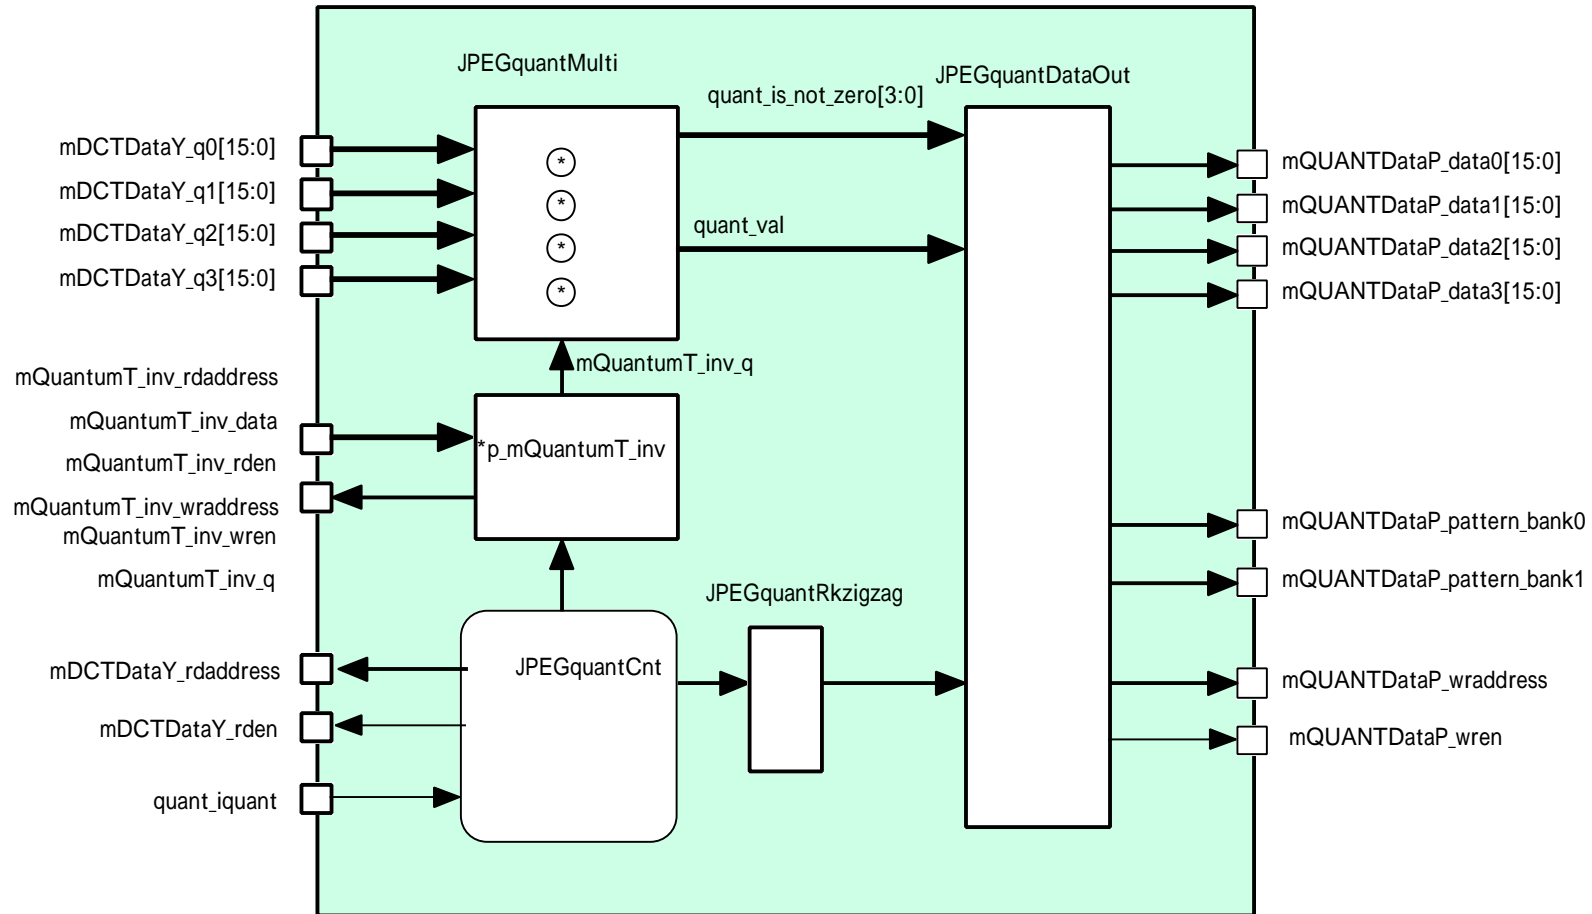 JPEGquantMulti
JPEGquantDataOut
quant_is_not_zero[3:0]
mDCTDataY_q0[15:0]
mDCTDataY_q1[15:0]
mDCTDataY_q2[15:0]
mDCTDataY_q3[15:0]
*
*
*
*
quant_val
mQUANTDataP_data0[15:0]
mQUANTDataP_data1[15:0]
mQUANTDataP_data2[15:0]
mQUANTDataP_data3[15:0]
mQuantumT_inv_q
mQuantumT_inv_rdaddress
mQuantumT_inv_data
mQuantumT_inv_rden
mQuantumT_inv_wraddress
mQuantumT_inv_wren
mQuantumT_inv_q
*p_mQuantumT_inv
mQUANTDataP_pattern_bank0
mQUANTDataP_pattern_bank1
JPEGquantRkzigzag
JPEGquantCnt
mDCTDataY_rdaddress
mDCTDataY_rden
quant_iquant
mQUANTDataP_wraddress
mQUANTDataP_wren